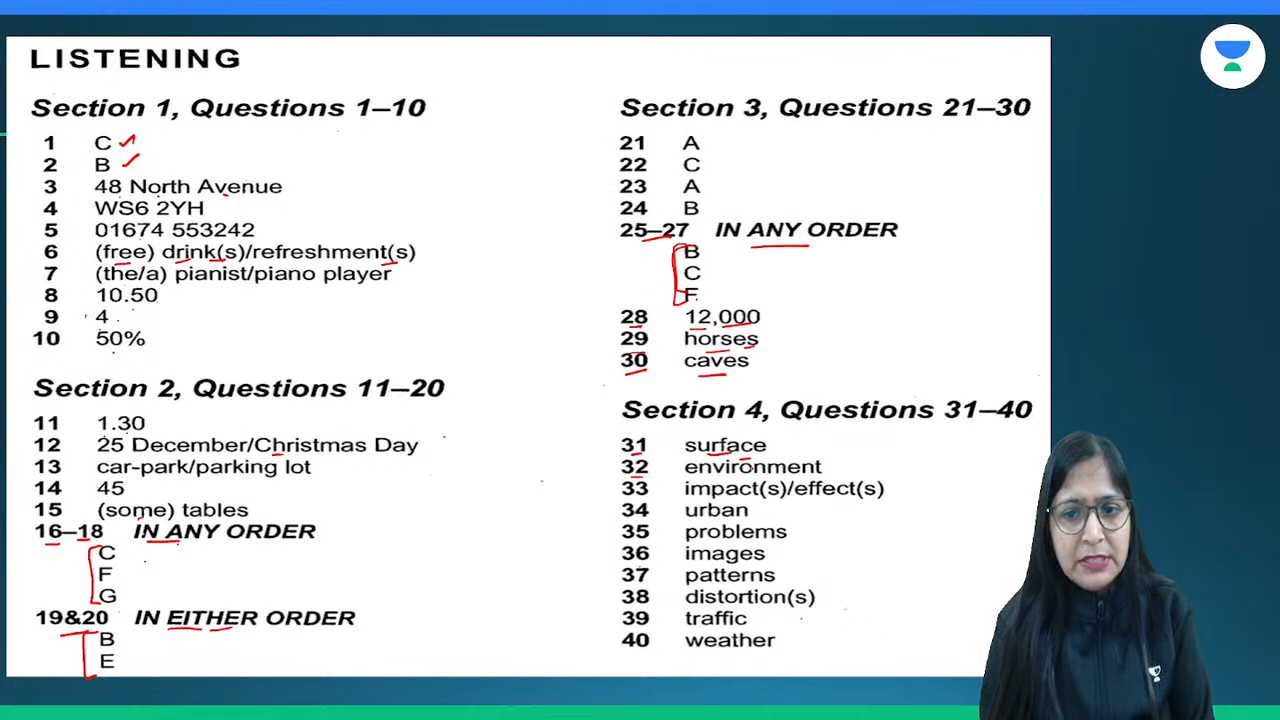 LISTENING
Section 1, Questions 1–10
1 C
2 B
3 48 North Avenue
4 WS6 2YH
5 01674 553242
6 (free) drink(s)/refreshment(s)
7 (the/a) pianist/piano player
8 10.50
9 4
10 50%
Section 2, Questions 11–20
11 1.30
12 25 December/Christmas Day
13 car-park/parking lot
14 45
15 (some) tables
16–18 IN ANY ORDER
C
F
G
19&20 IN EITHER ORDER
B
E
Section 3, Questions 21–30
21 A
22 C
23 A
24 B
25–27 IN ANY ORDER
B
C
F
28 12,000
29 horses
30 caves
Section 4, Questions 31–40
31 surface
32 environment
33 impact(s)/effect(s)
34 urban
35 problems
36 images
37 patterns
38 distortion(s)
39 traffic
40 weather